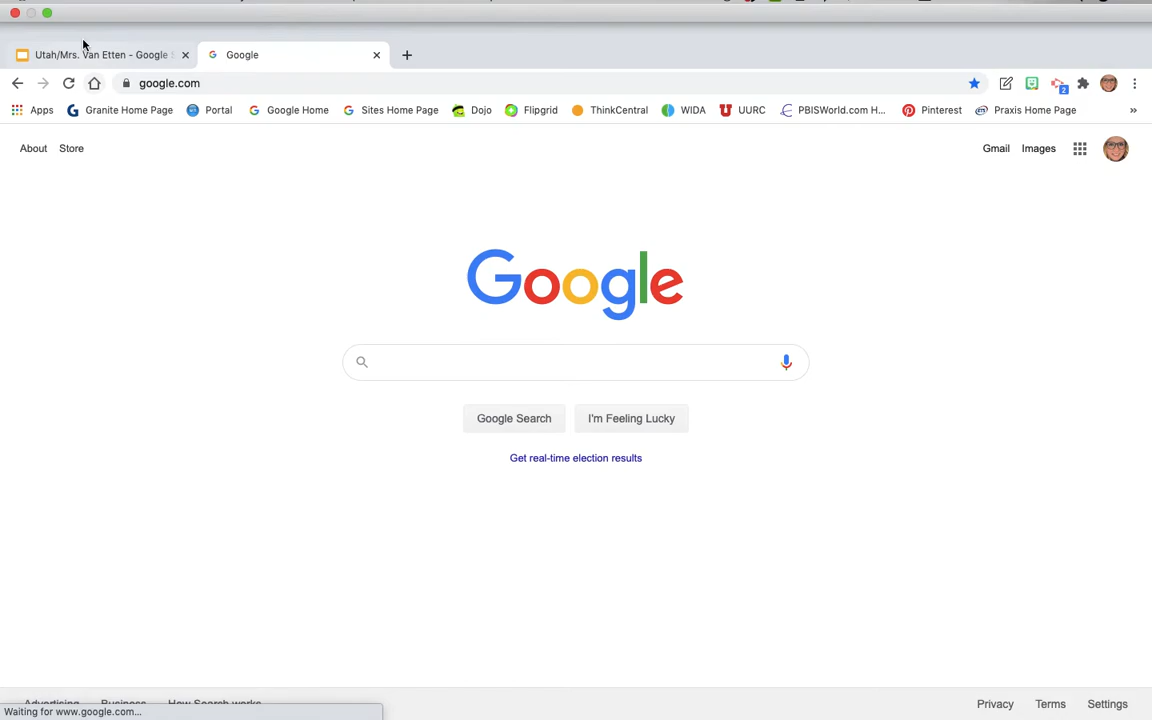 Utah/Mrs. Van Etten - Google
Google
google.com
Apps Granite Home Page Portal Google Home Sites Home Page Dojo Flipgrid ThinkCentral WIDA UURC PBISWorld.com H... Pinterest Praxis Home Page »
2
About Store Gmail Images
Google
Google Search I'm Feeling Lucky
Get real-time election results
Advertising Business How Search works Privacy Terms Settings
Waiting for www.google.com...